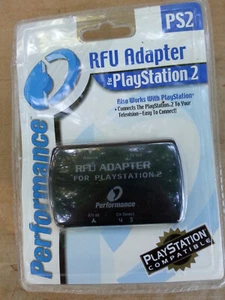 PS2
RFU Adapter
for PlayStation.2
Also Works With PlayStation
• Connects The PlayStation.2 To Your
Television—Easy To Connect!
Performance
RFU ADAPTER
FOR PLAYSTATION.2
Performance
PLAYSTATION
COMPATIBLE